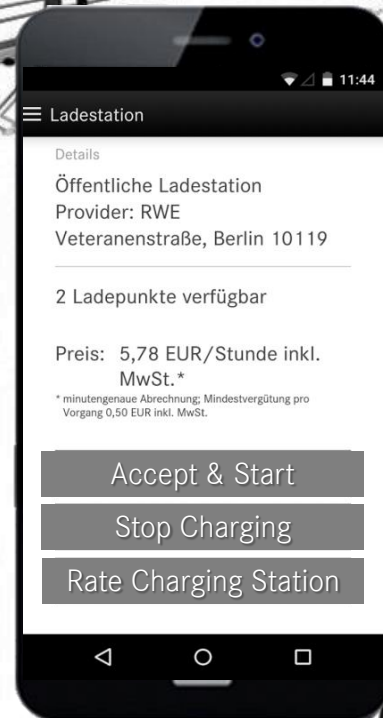 11:44
Ladestation
Details
Öffentliche Ladestation
Provider: RWE
Veteranenstraße, Berlin 10119
2 Ladepunkte verfügbar
Preis: 5,78 EUR/Stunde inkl.
MwSt.*
* minutengenaue Abrechnung; Mindestvergütung pro
Vorgang 0,50 EUR inkl. MwSt.
Accept & Start
Stop Charging
Rate Charging Station